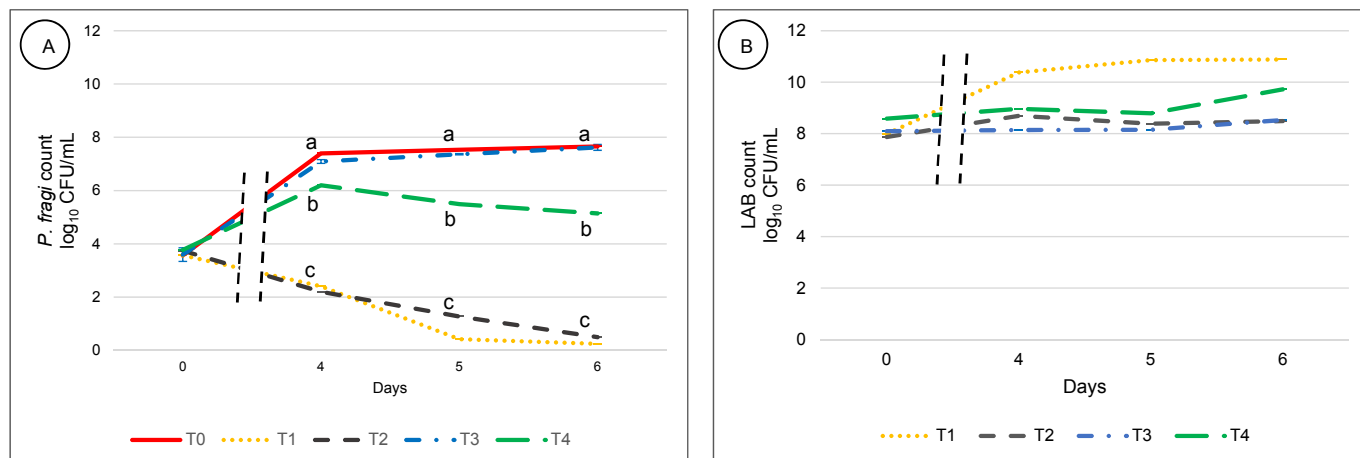 A
P. fragi count
log₁₀ CFU/mL
12
10
8
6
4
2
0
a
a
a
b
b
b
c
c
c
0 4 5 6
Days
T0 T1 T2 T3 T4
B
LAB count
log₁₀ CFU/mL
12
10
8
6
4
2
0
0 4 5 6
Days
T1 T2 T3 T4